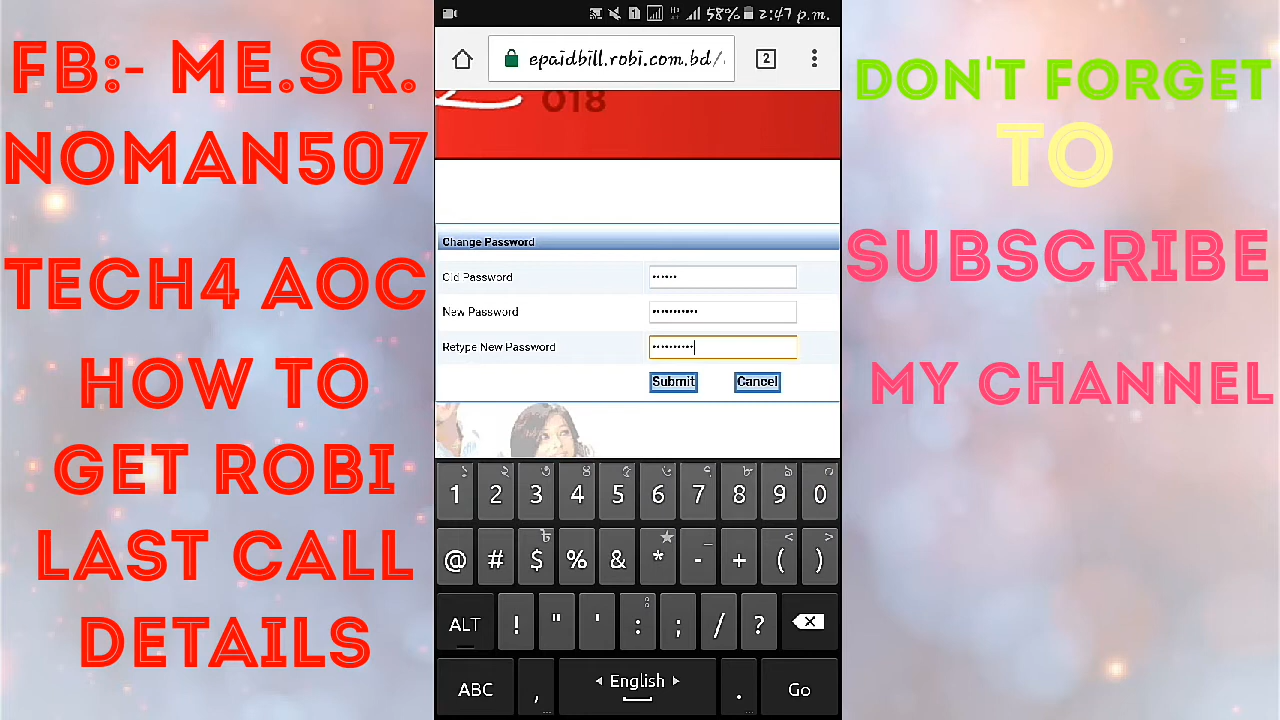 FB:- ME.SR.
NOMAN507
TECH4 AOC
HOW TO
GET ROBI
LAST CALL
DETAILS
58% 2:47 p.m.
epaidbill.robi.com.bd/
2
018
Change Password
Old Password ••••••
New Password •••••••••••
Retype New Password ••••••••••
Submit Cancel
1 2 3 4 5 6 7 8 9 0
@ # $ % & * - + ( )
ALT ! " ' : ; / ?
ABC , English . Go
DON'T FORGET
TO
SUBSCRIBE
MY CHANNEL